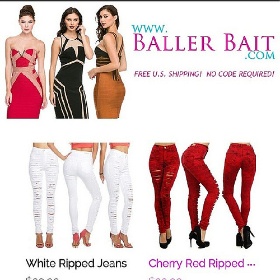 www.
BALLER BAIT
.COM
FREE U.S. SHIPPING! NO CODE REQUIRED!
White Ripped Jeans
Cherry Red Ripped ...